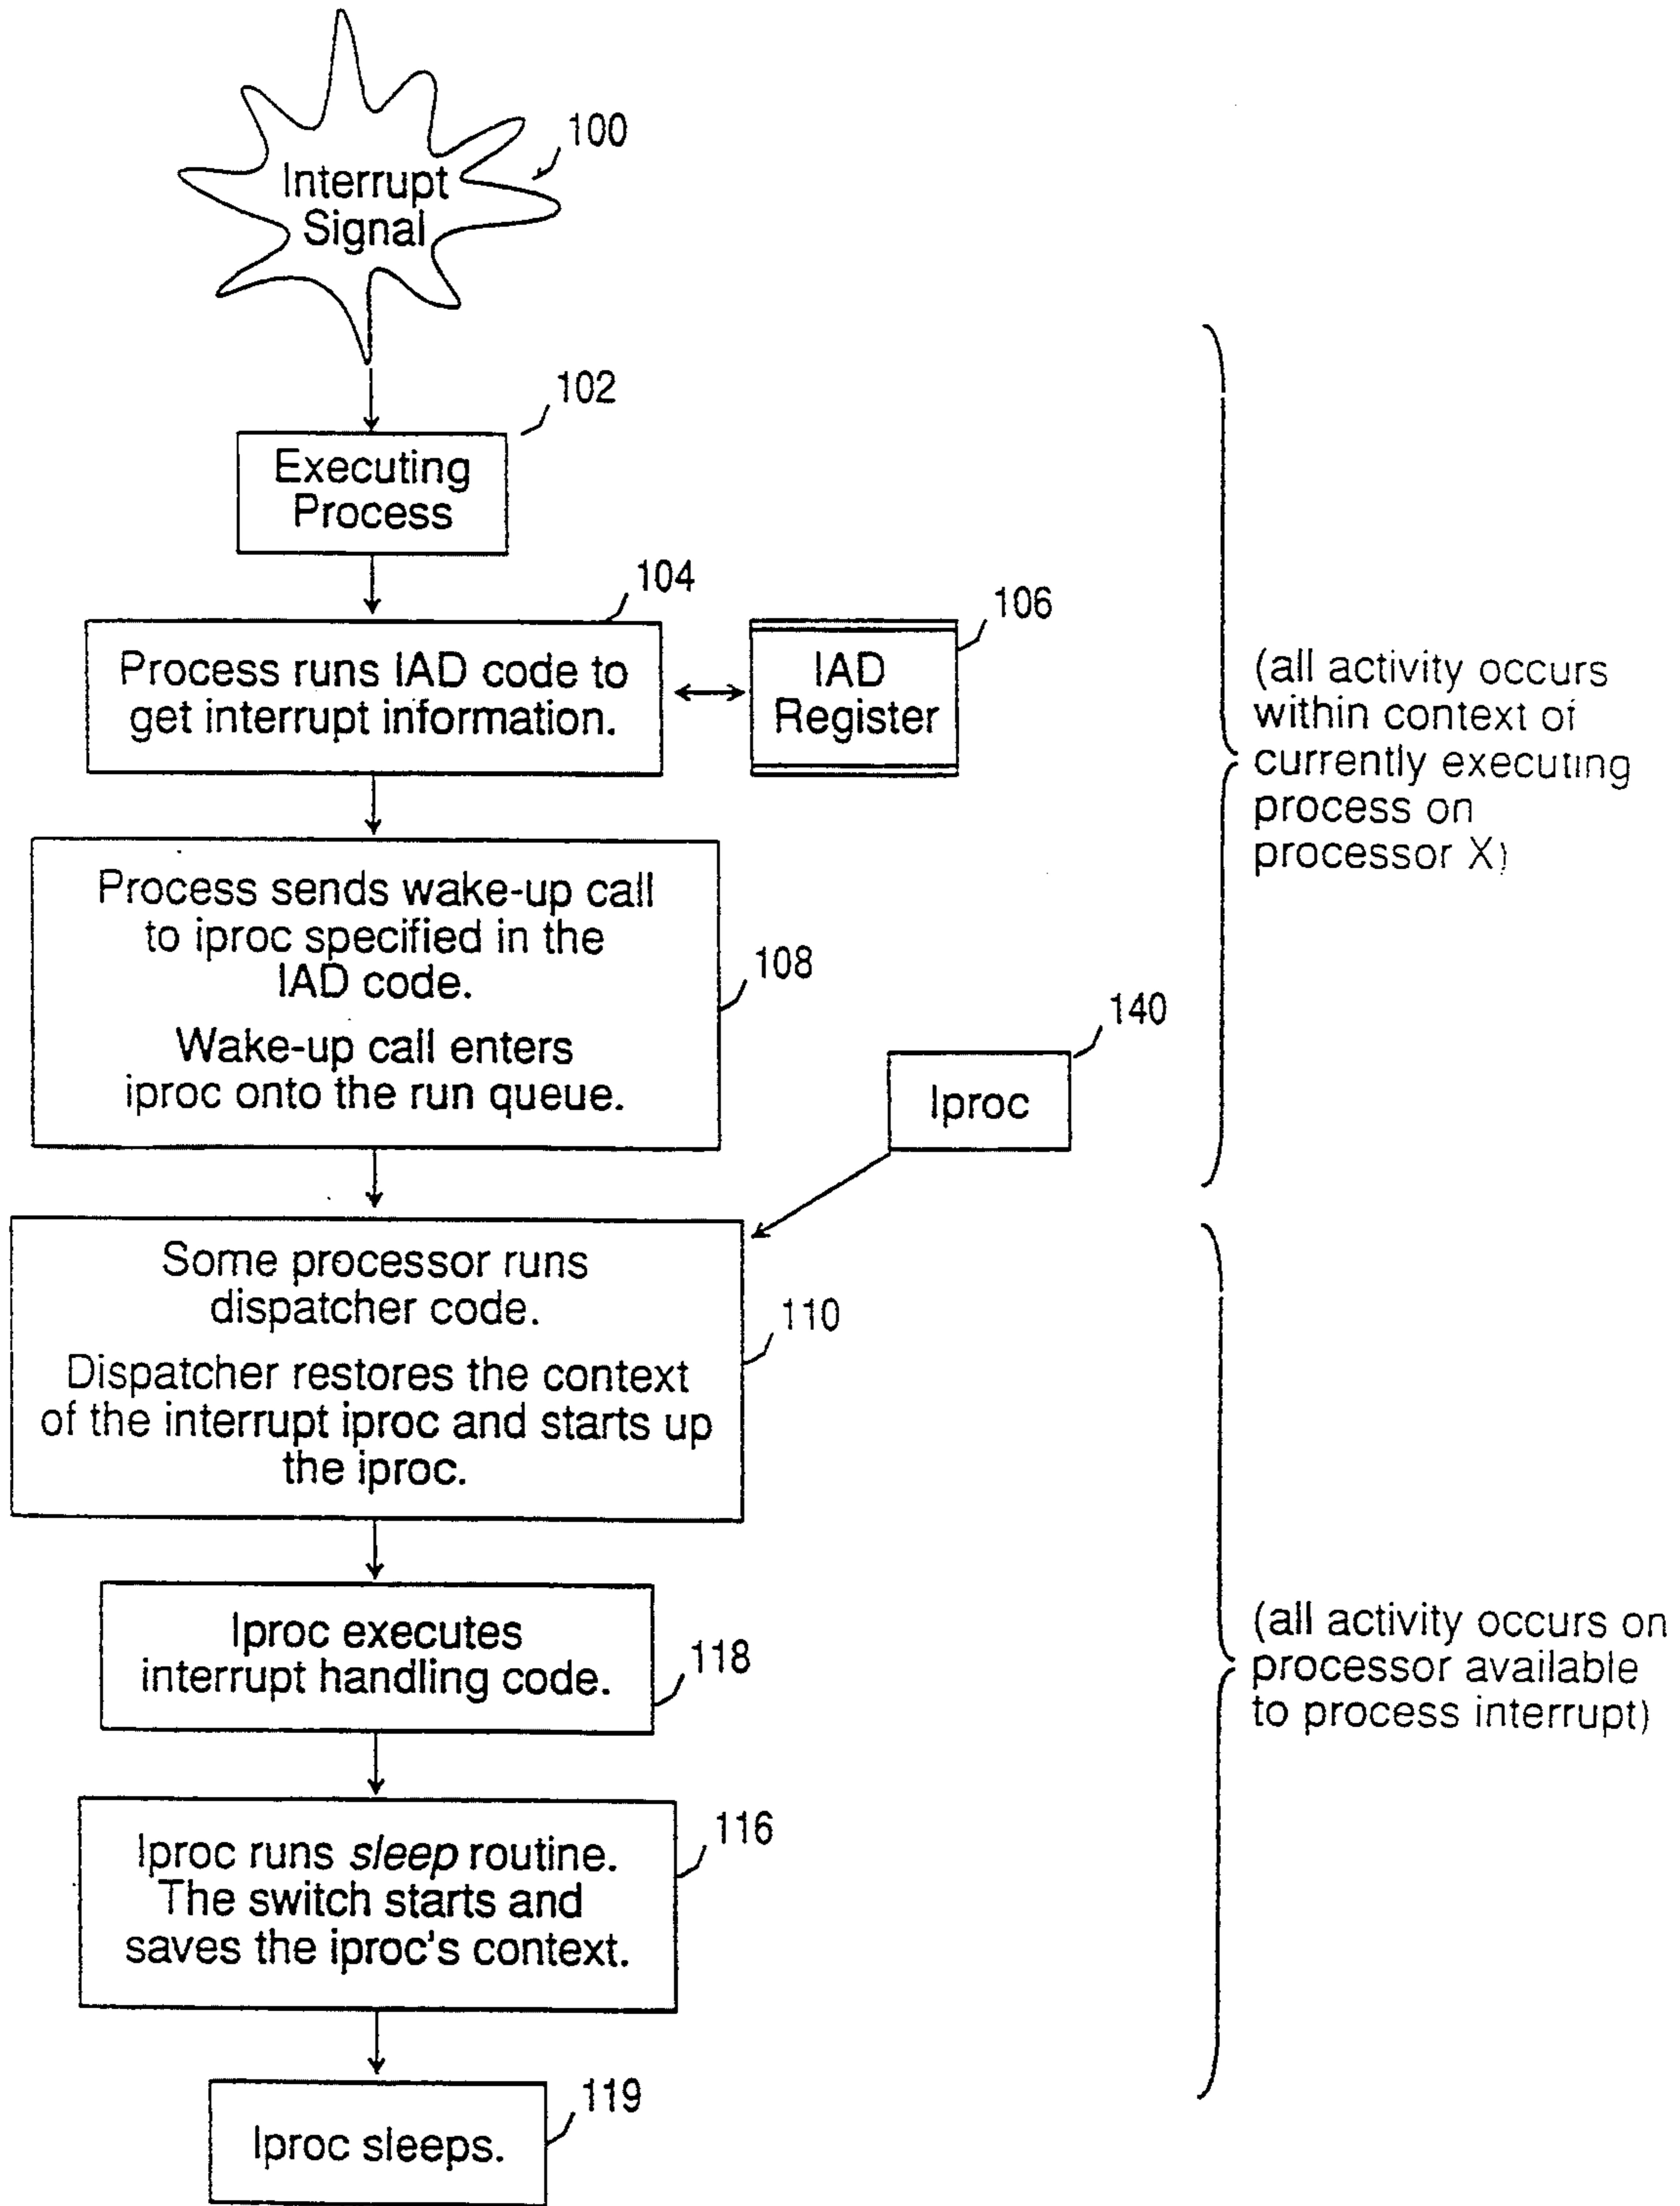 100
Interrupt
Signal
102
Executing
Process
104
Process runs IAD code to
get interrupt information.
106
IAD
Register
(all activity occurs
within context of
currently executing
process on
processor X)
Process sends wake-up call
to iproc specified in the
IAD code.
Wake-up call enters
iproc onto the run queue.
108
140
Iproc
Some processor runs
dispatcher code.
Dispatcher restores the context
of the interrupt iproc and starts up
the iproc.
110
Iproc executes
interrupt handling code.
118
(all activity occurs on
processor available
to process interrupt)
Iproc runs sleep routine.
The switch starts and
saves the iproc's context.
116
119
Iproc sleeps.